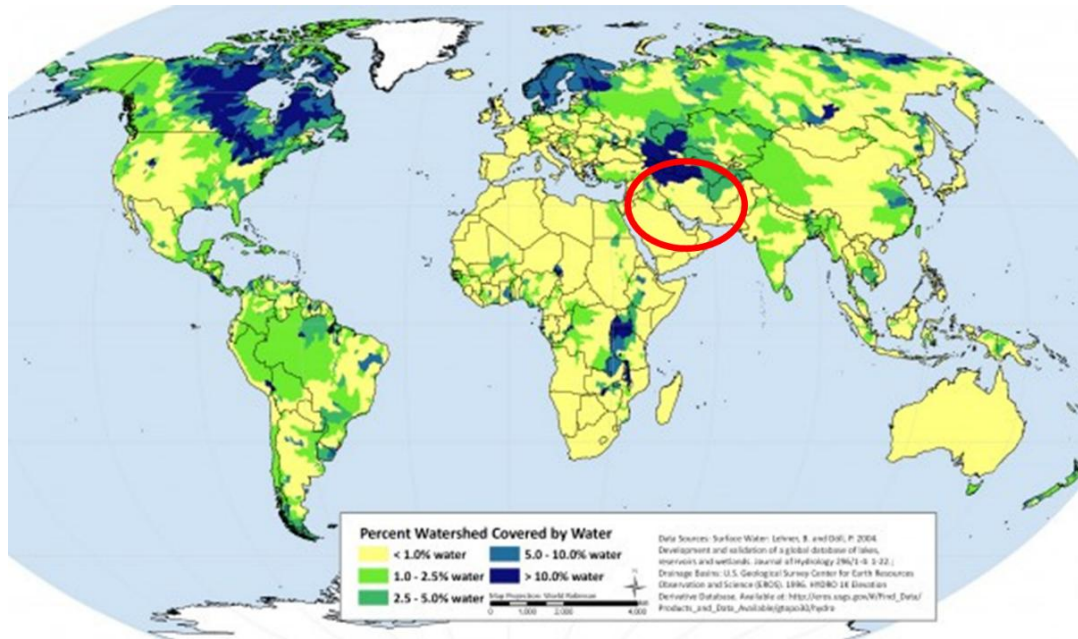 Percent Watershed Covered by Water
< 1.0% water
1.0 - 2.5% water
2.5 - 5.0% water
5.0 - 10.0% water
> 10.0% water
Map Projection: World Robinson
N
0 1,000 2,000 4,000
Data Sources: Surface Water: Lehner, B. and Döll, P. 2004.
Development and validation of a global database of lakes,
reservoirs and wetlands. Journal of Hydrology 296/1-4: 1-22.;
Drainage Basins: U.S. Geological Survey Center for Earth Resources
Observation and Science (EROS). 1996. HYDRO 1K Elevation
Derivative Database. Available at: http://eros.usgs.gov/#/Find_Data/
Products_and_Data_Available/gtopo30/hydro